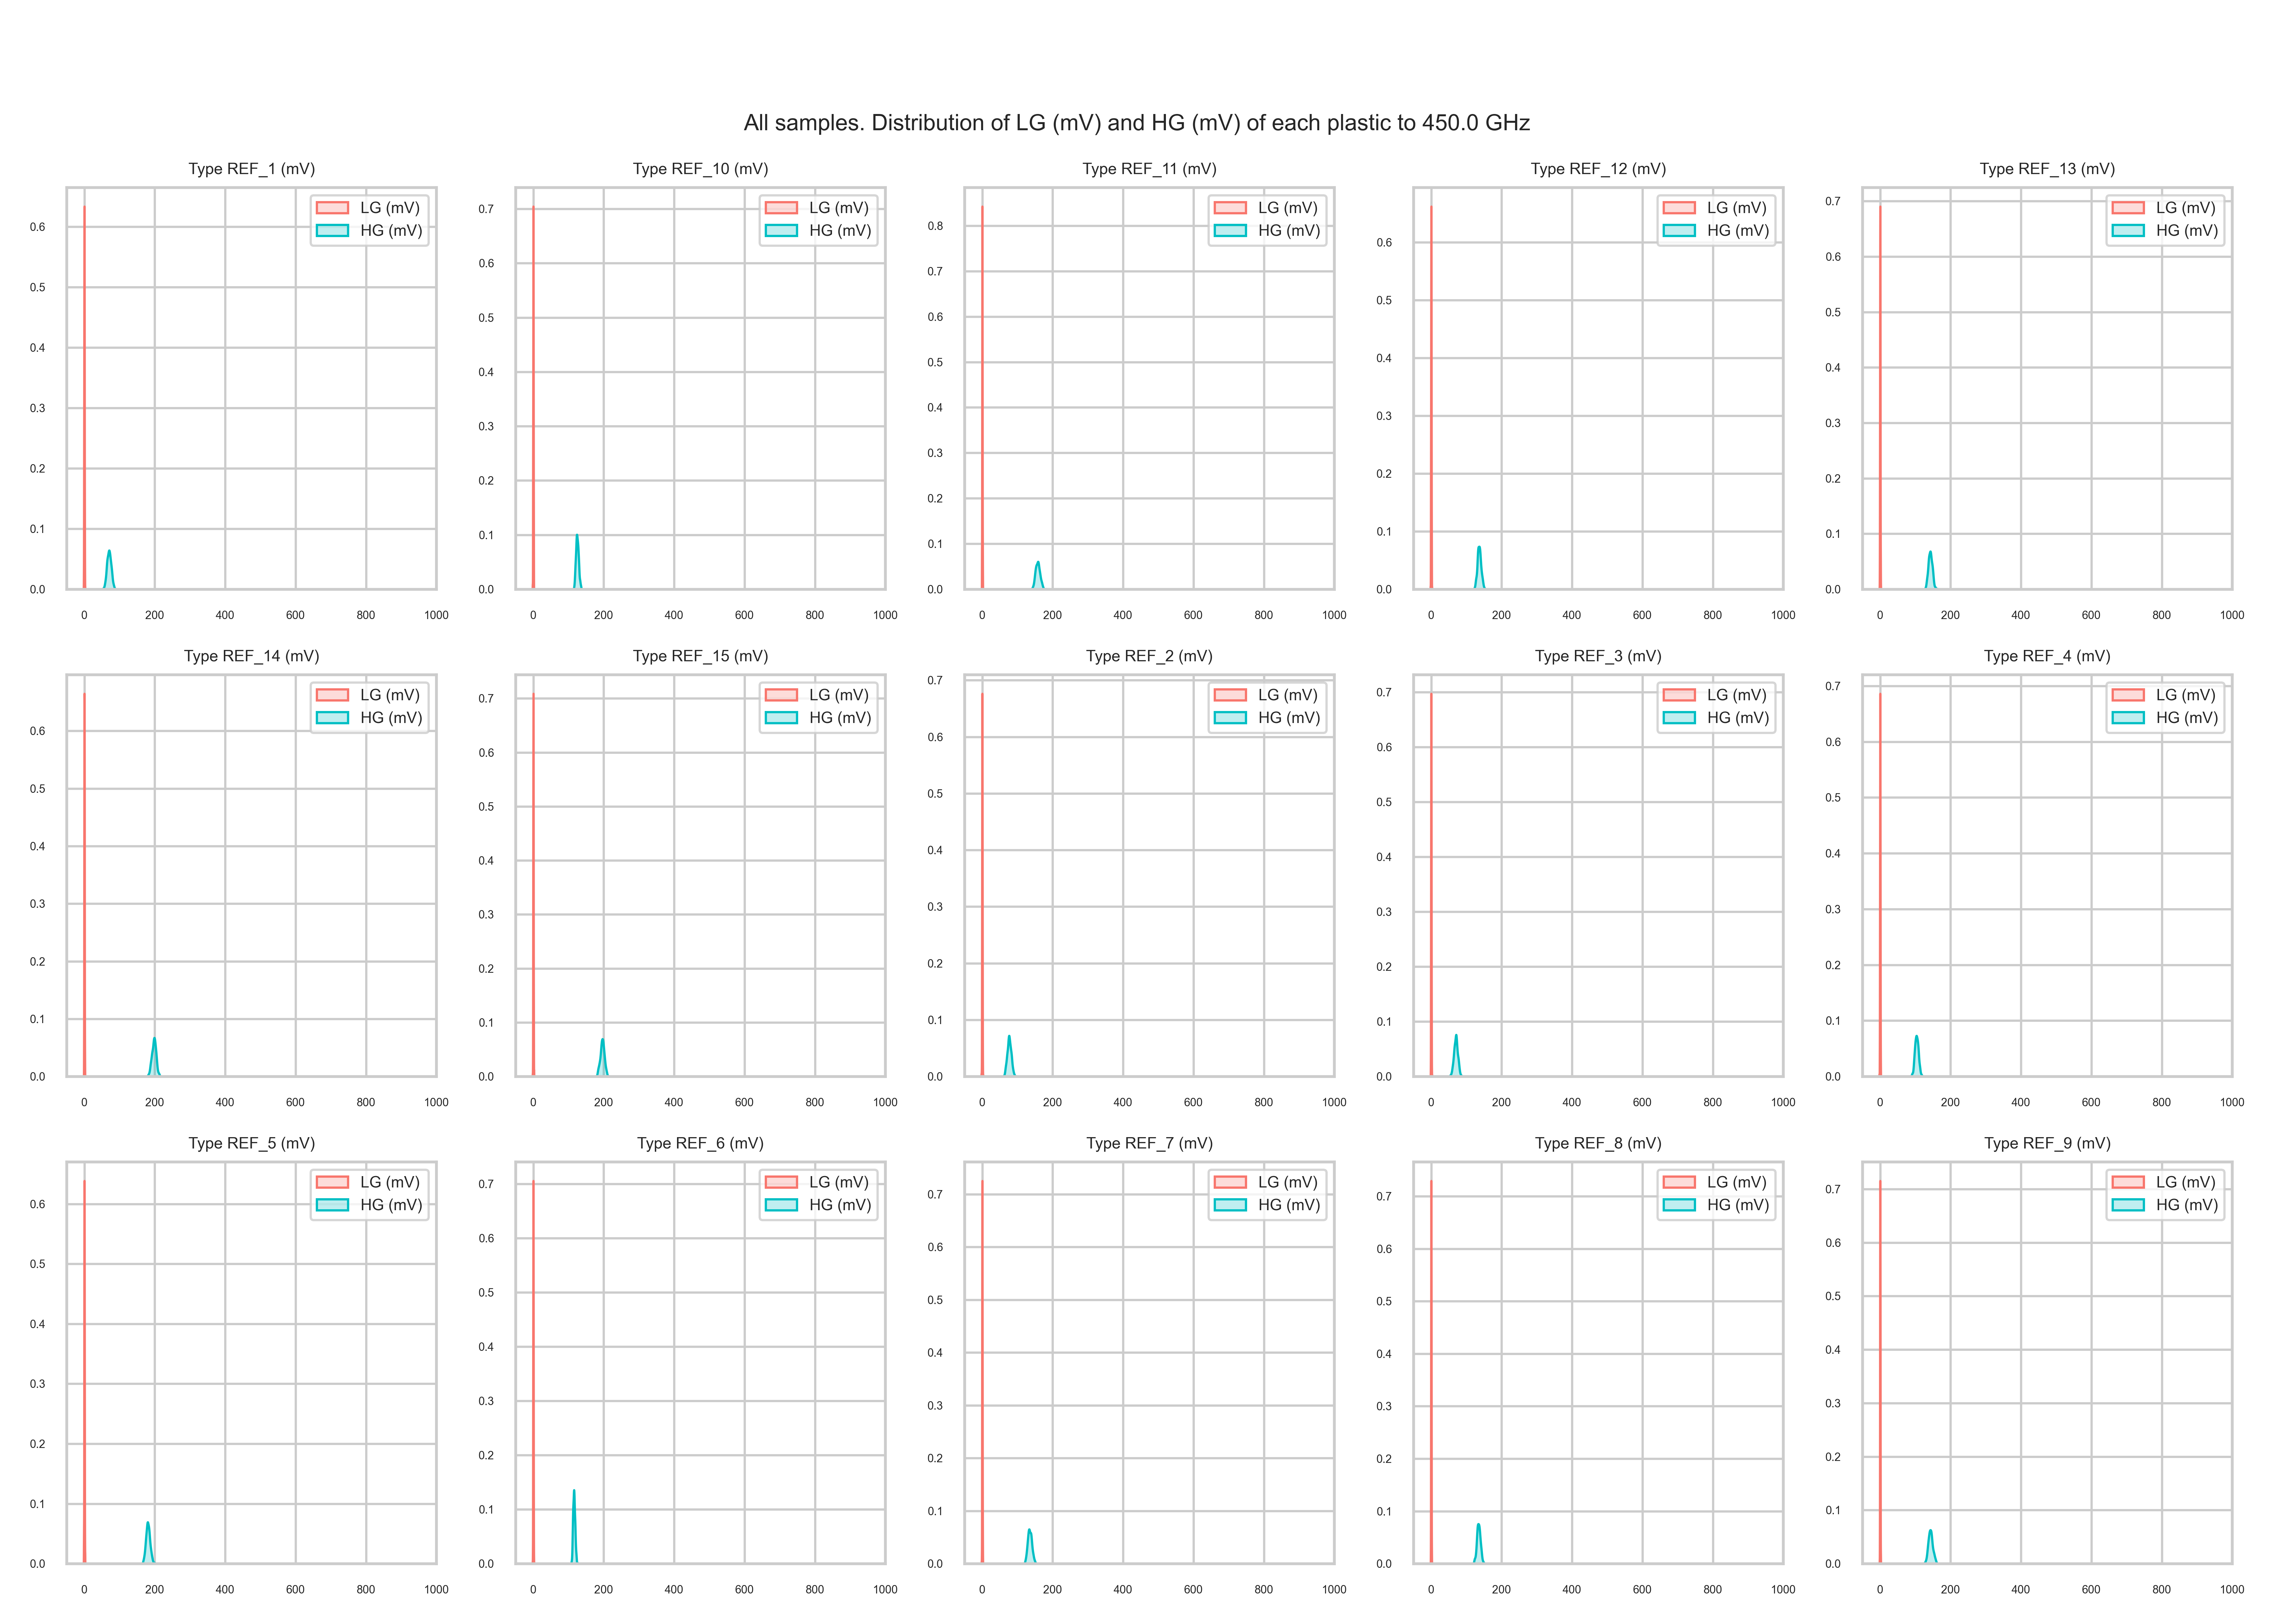 All samples. Distribution of LG (mV) and HG (mV) of each plastic to 450.0 GHz
Type REF_1 (mV)
LG (mV)
HG (mV)
0.6
0.5
0.4
0.3
0.2
0.1
0.0
0 200 400 600 800 1000
Type REF_10 (mV)
LG (mV)
HG (mV)
0.7
0.6
0.5
0.4
0.3
0.2
0.1
0.0
0 200 400 600 800 1000
Type REF_11 (mV)
LG (mV)
HG (mV)
0.8
0.7
0.6
0.5
0.4
0.3
0.2
0.1
0.0
0 200 400 600 800 1000
Type REF_12 (mV)
LG (mV)
HG (mV)
0.6
0.5
0.4
0.3
0.2
0.1
0.0
0 200 400 600 800 1000
Type REF_13 (mV)
LG (mV)
HG (mV)
0.7
0.6
0.5
0.4
0.3
0.2
0.1
0.0
0 200 400 600 800 1000
Type REF_14 (mV)
LG (mV)
HG (mV)
0.6
0.5
0.4
0.3
0.2
0.1
0.0
0 200 400 600 800 1000
Type REF_15 (mV)
LG (mV)
HG (mV)
0.7
0.6
0.5
0.4
0.3
0.2
0.1
0.0
0 200 400 600 800 1000
Type REF_2 (mV)
LG (mV)
HG (mV)
0.7
0.6
0.5
0.4
0.3
0.2
0.1
0.0
0 200 400 600 800 1000
Type REF_3 (mV)
LG (mV)
HG (mV)
0.7
0.6
0.5
0.4
0.3
0.2
0.1
0.0
0 200 400 600 800 1000
Type REF_4 (mV)
LG (mV)
HG (mV)
0.7
0.6
0.5
0.4
0.3
0.2
0.1
0.0
0 200 400 600 800 1000
Type REF_5 (mV)
LG (mV)
HG (mV)
0.6
0.5
0.4
0.3
0.2
0.1
0.0
0 200 400 600 800 1000
Type REF_6 (mV)
LG (mV)
HG (mV)
0.7
0.6
0.5
0.4
0.3
0.2
0.1
0.0
0 200 400 600 800 1000
Type REF_7 (mV)
LG (mV)
HG (mV)
0.7
0.6
0.5
0.4
0.3
0.2
0.1
0.0
0 200 400 600 800 1000
Type REF_8 (mV)
LG (mV)
HG (mV)
0.7
0.6
0.5
0.4
0.3
0.2
0.1
0.0
0 200 400 600 800 1000
Type REF_9 (mV)
LG (mV)
HG (mV)
0.7
0.6
0.5
0.4
0.3
0.2
0.1
0.0
0 200 400 600 800 1000